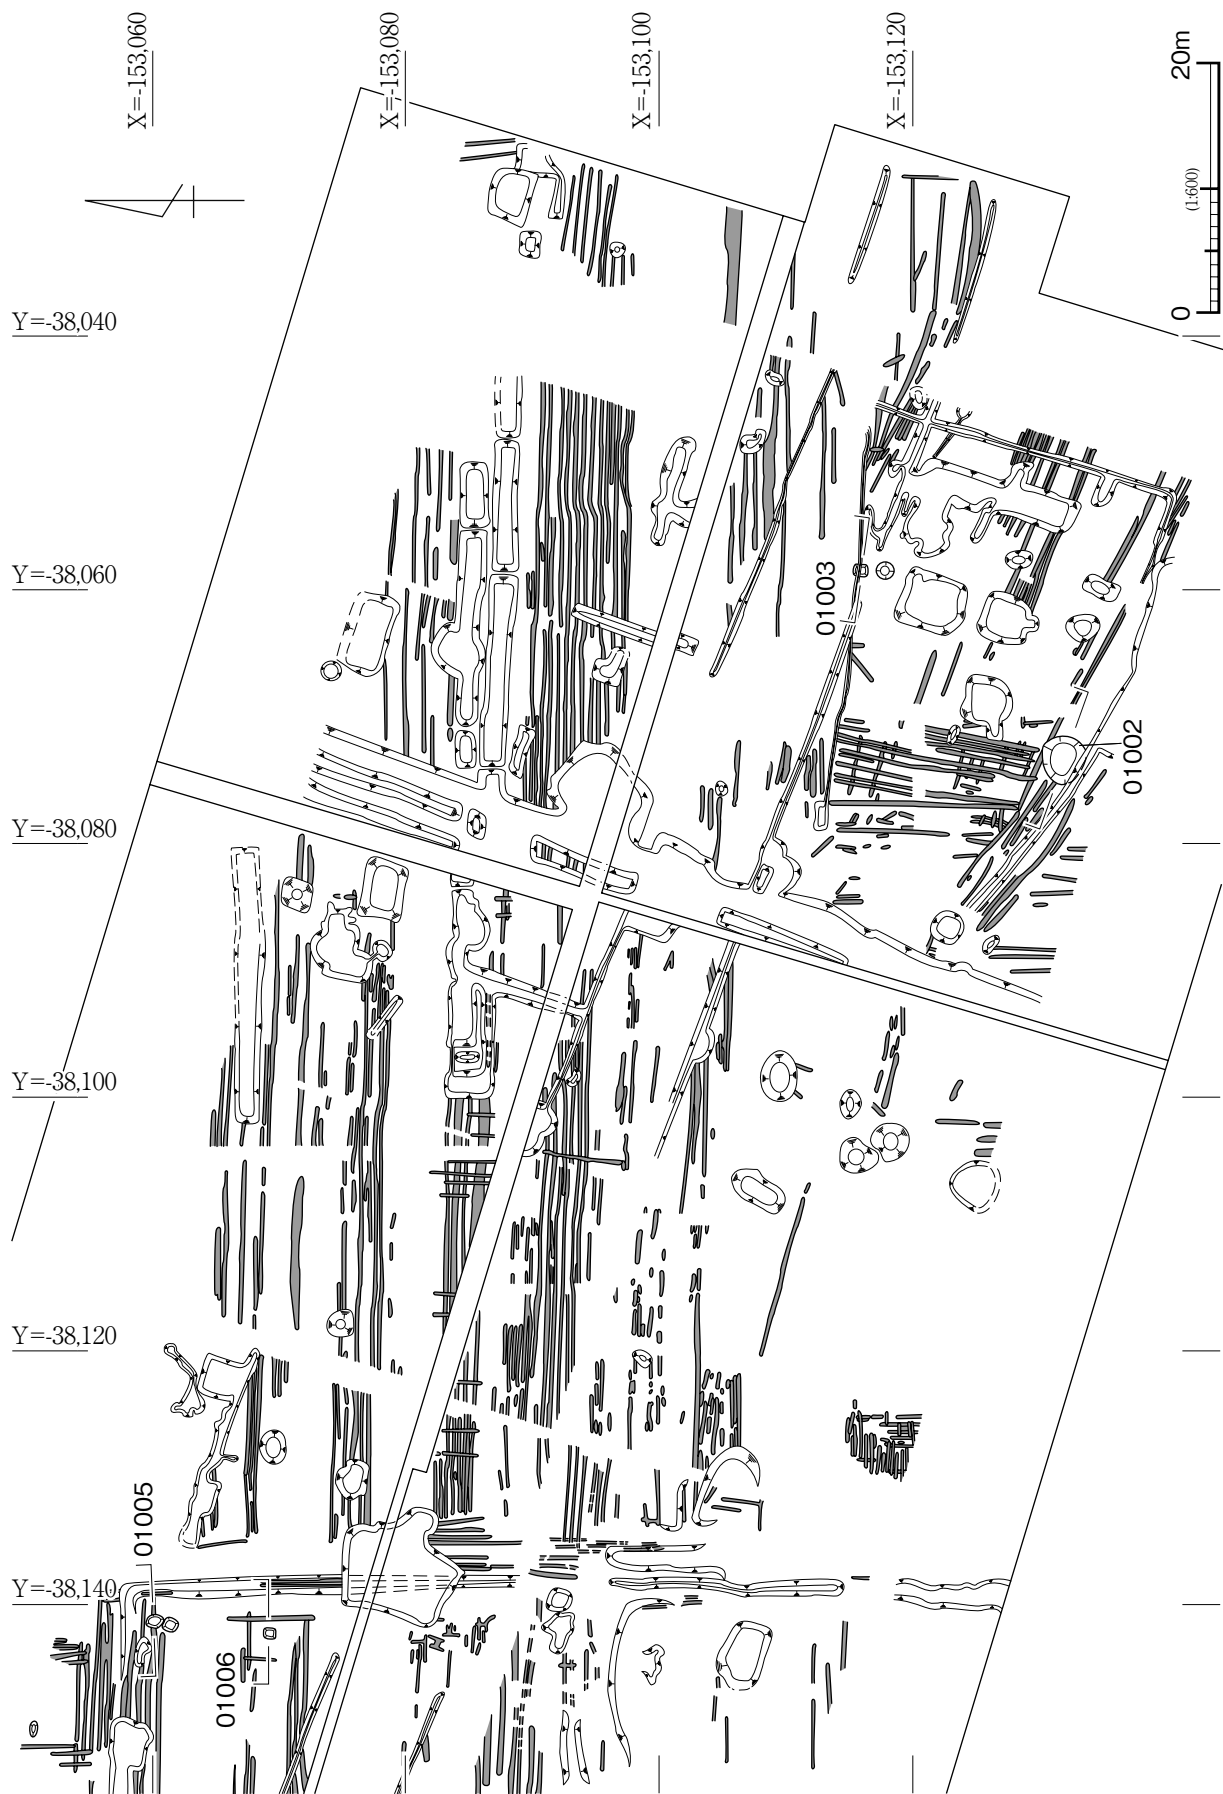 X=-153,060
X=-153,080
X=-153,100
X=-153,120
20m
(1:600)
0
Y=-38,040
Y=-38,060
01003
01002
Y=-38,080
Y=-38,100
Y=-38,120
01005
Y=-38,140
01006